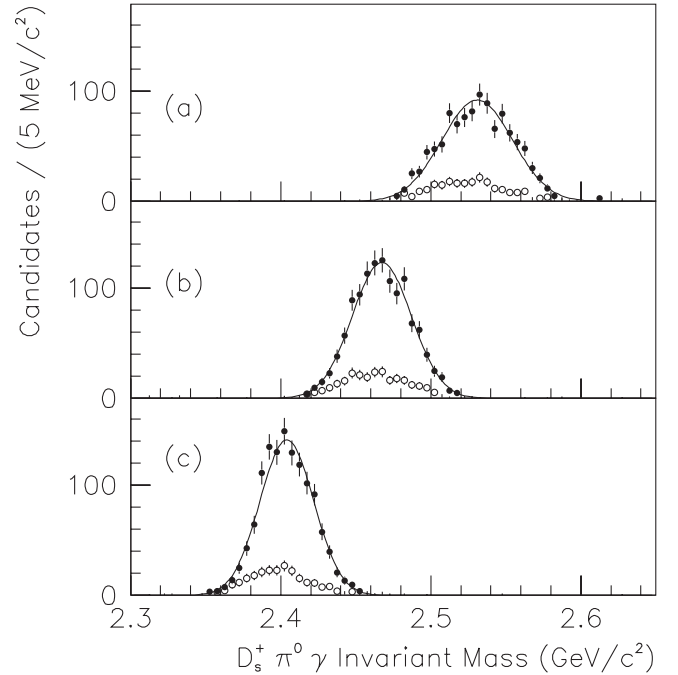 Candidates / (5 MeV/c²)
100
(a)
0
100
(b)
0
100
(c)
0
2.3 2.4 2.5 2.6
Dₛ⁺ π⁰ γ Invariant Mass (GeV/c²)